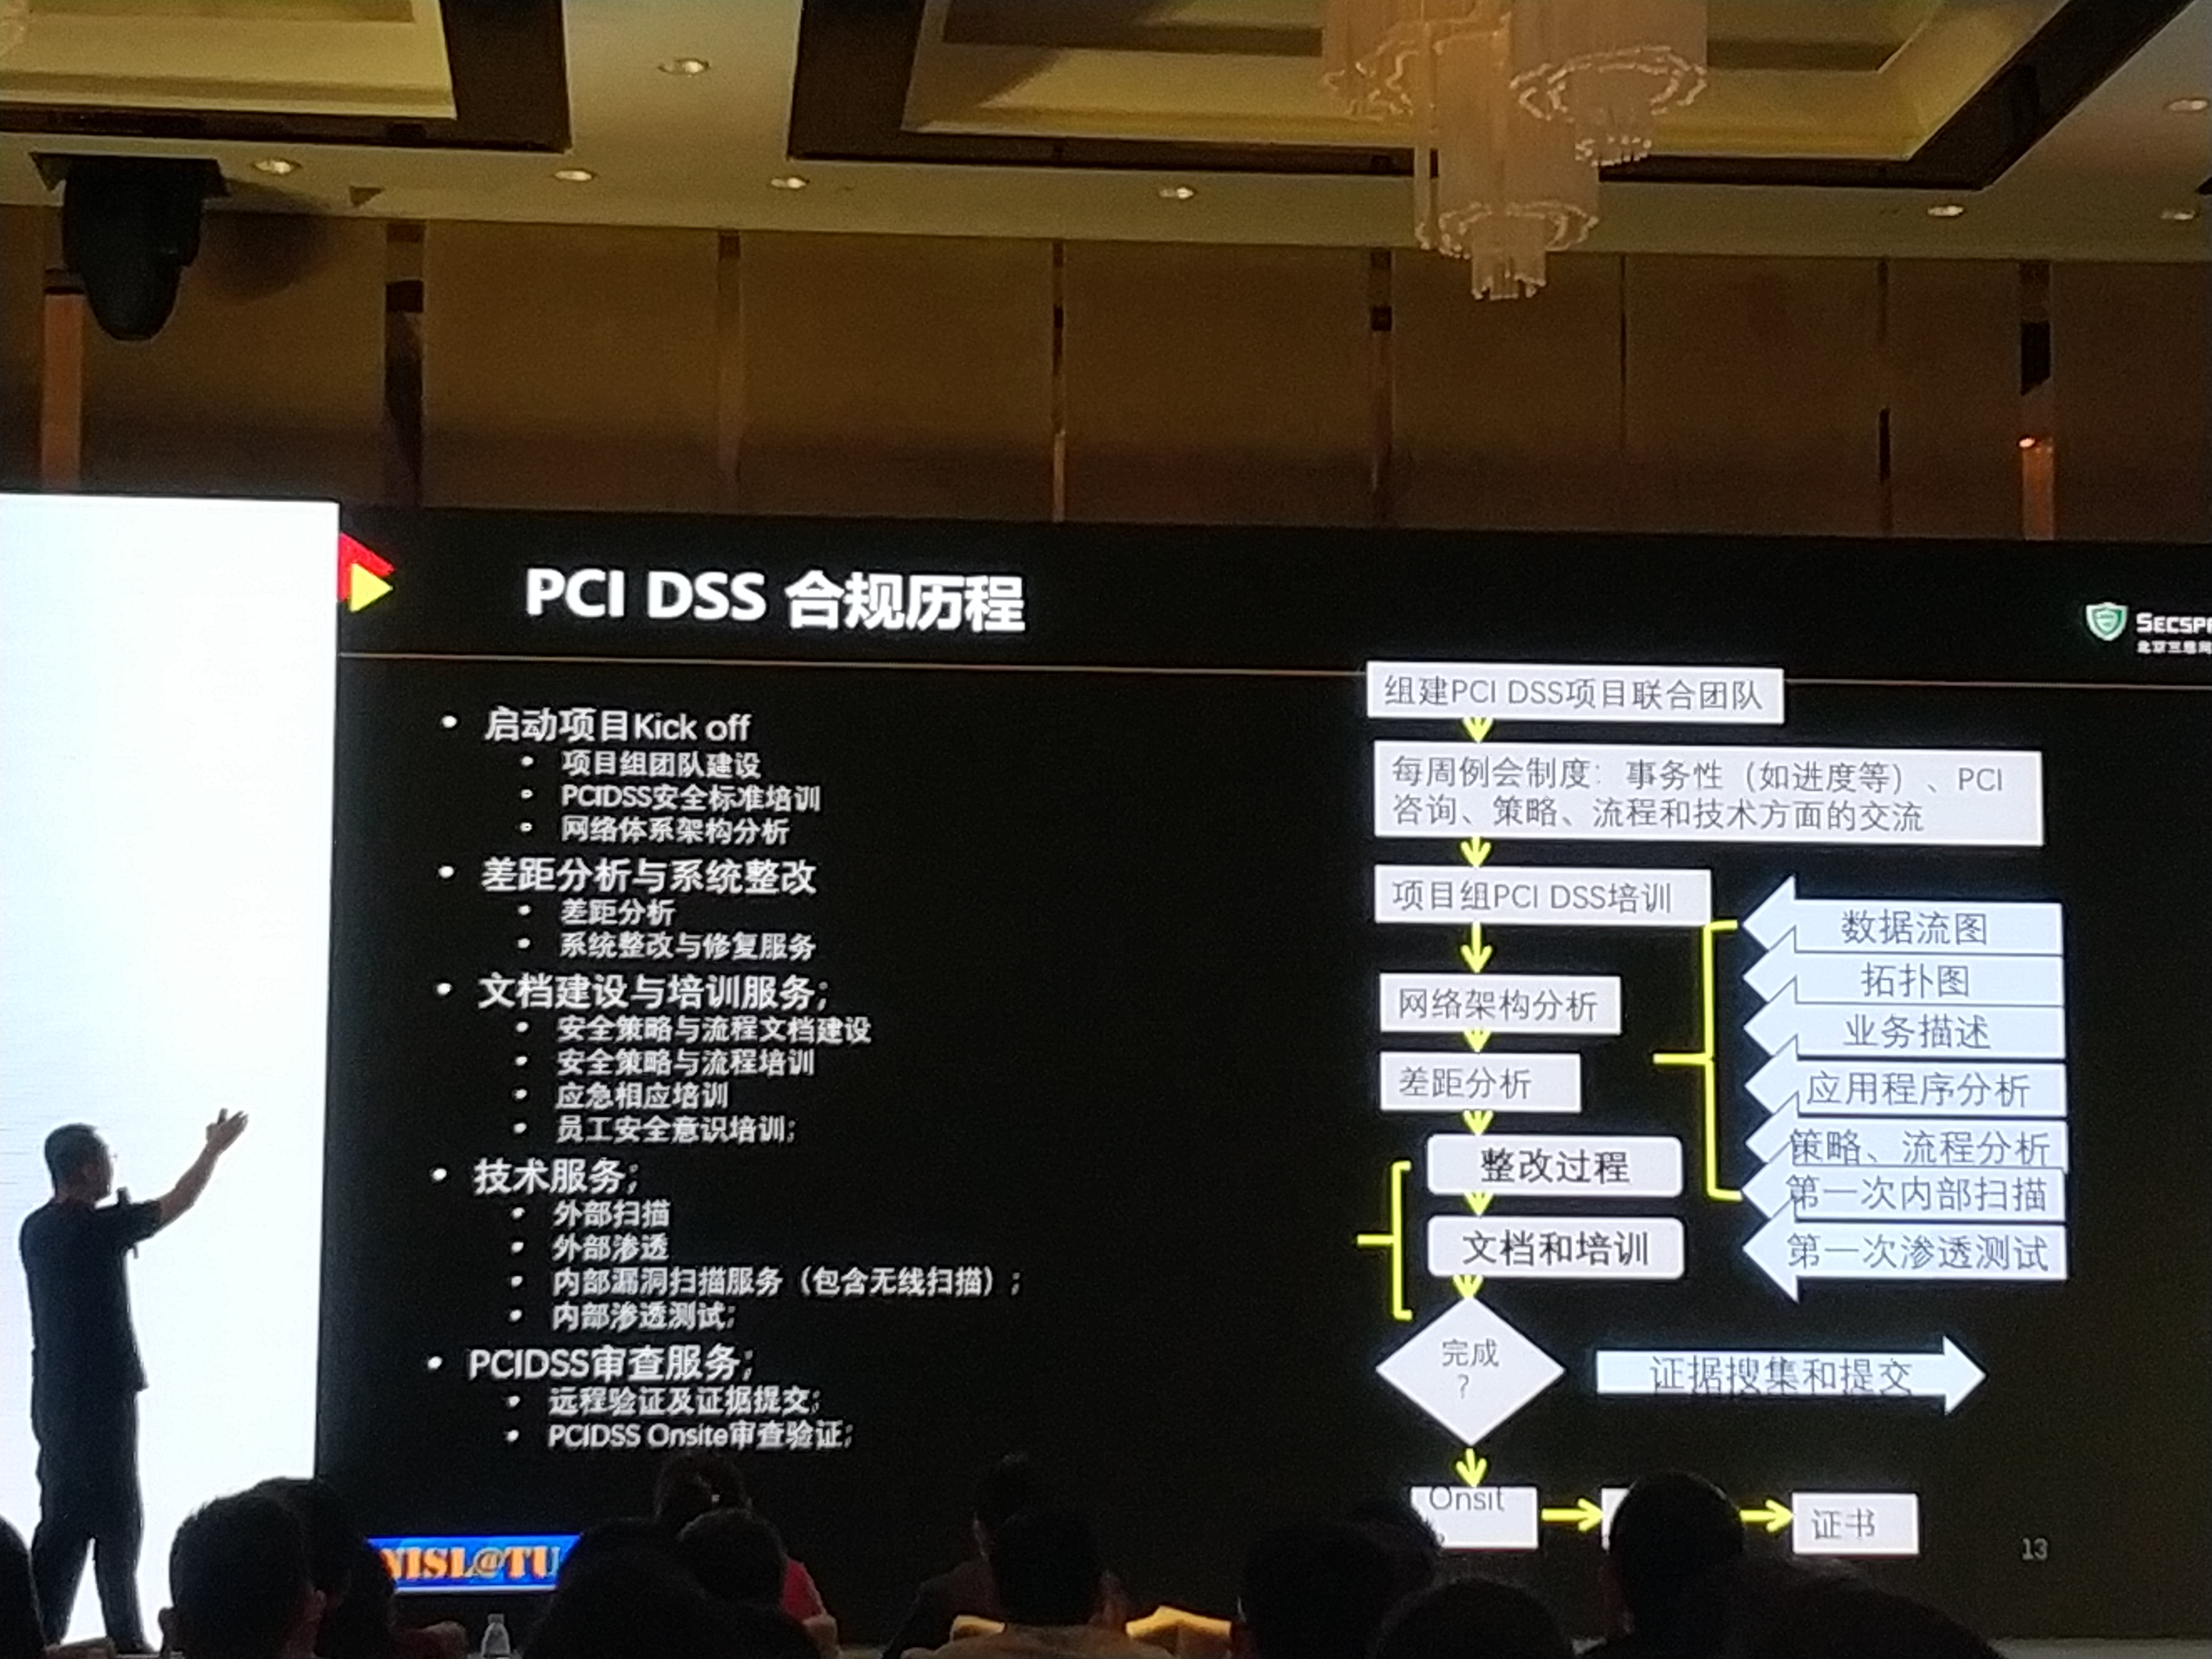 PCI DSS 合规历程
启动项目Kick off
项目组团队建设
PCIDSS安全标准培训
网络体系架构分析
差距分析与系统整改
差距分析
系统整改与修复服务
文档建设与培训服务;
安全策略与流程文档建设
安全策略与流程培训
应急相应培训
员工安全意识培训;
技术服务;
外部扫描
外部渗透
内部漏洞扫描服务（包含无线扫描）;
内部渗透测试;
PCIDSS审查服务;
远程验证及证据提交;
PCIDSS Onsite审查验证;
组建PCI DSS项目联合团队
每周例会制度：事务性（如进度等）、PCI
咨询、策略、流程和技术方面的交流
项目组PCI DSS培训
网络架构分析
差距分析
整改过程
文档和培训
完成
?
Onsit
证书
数据流图
拓扑图
业务描述
应用程序分析
策略、流程分析
第一次内部扫描
第一次渗透测试
证据搜集和提交
SECSP
北京三思网
NISL@TU
13